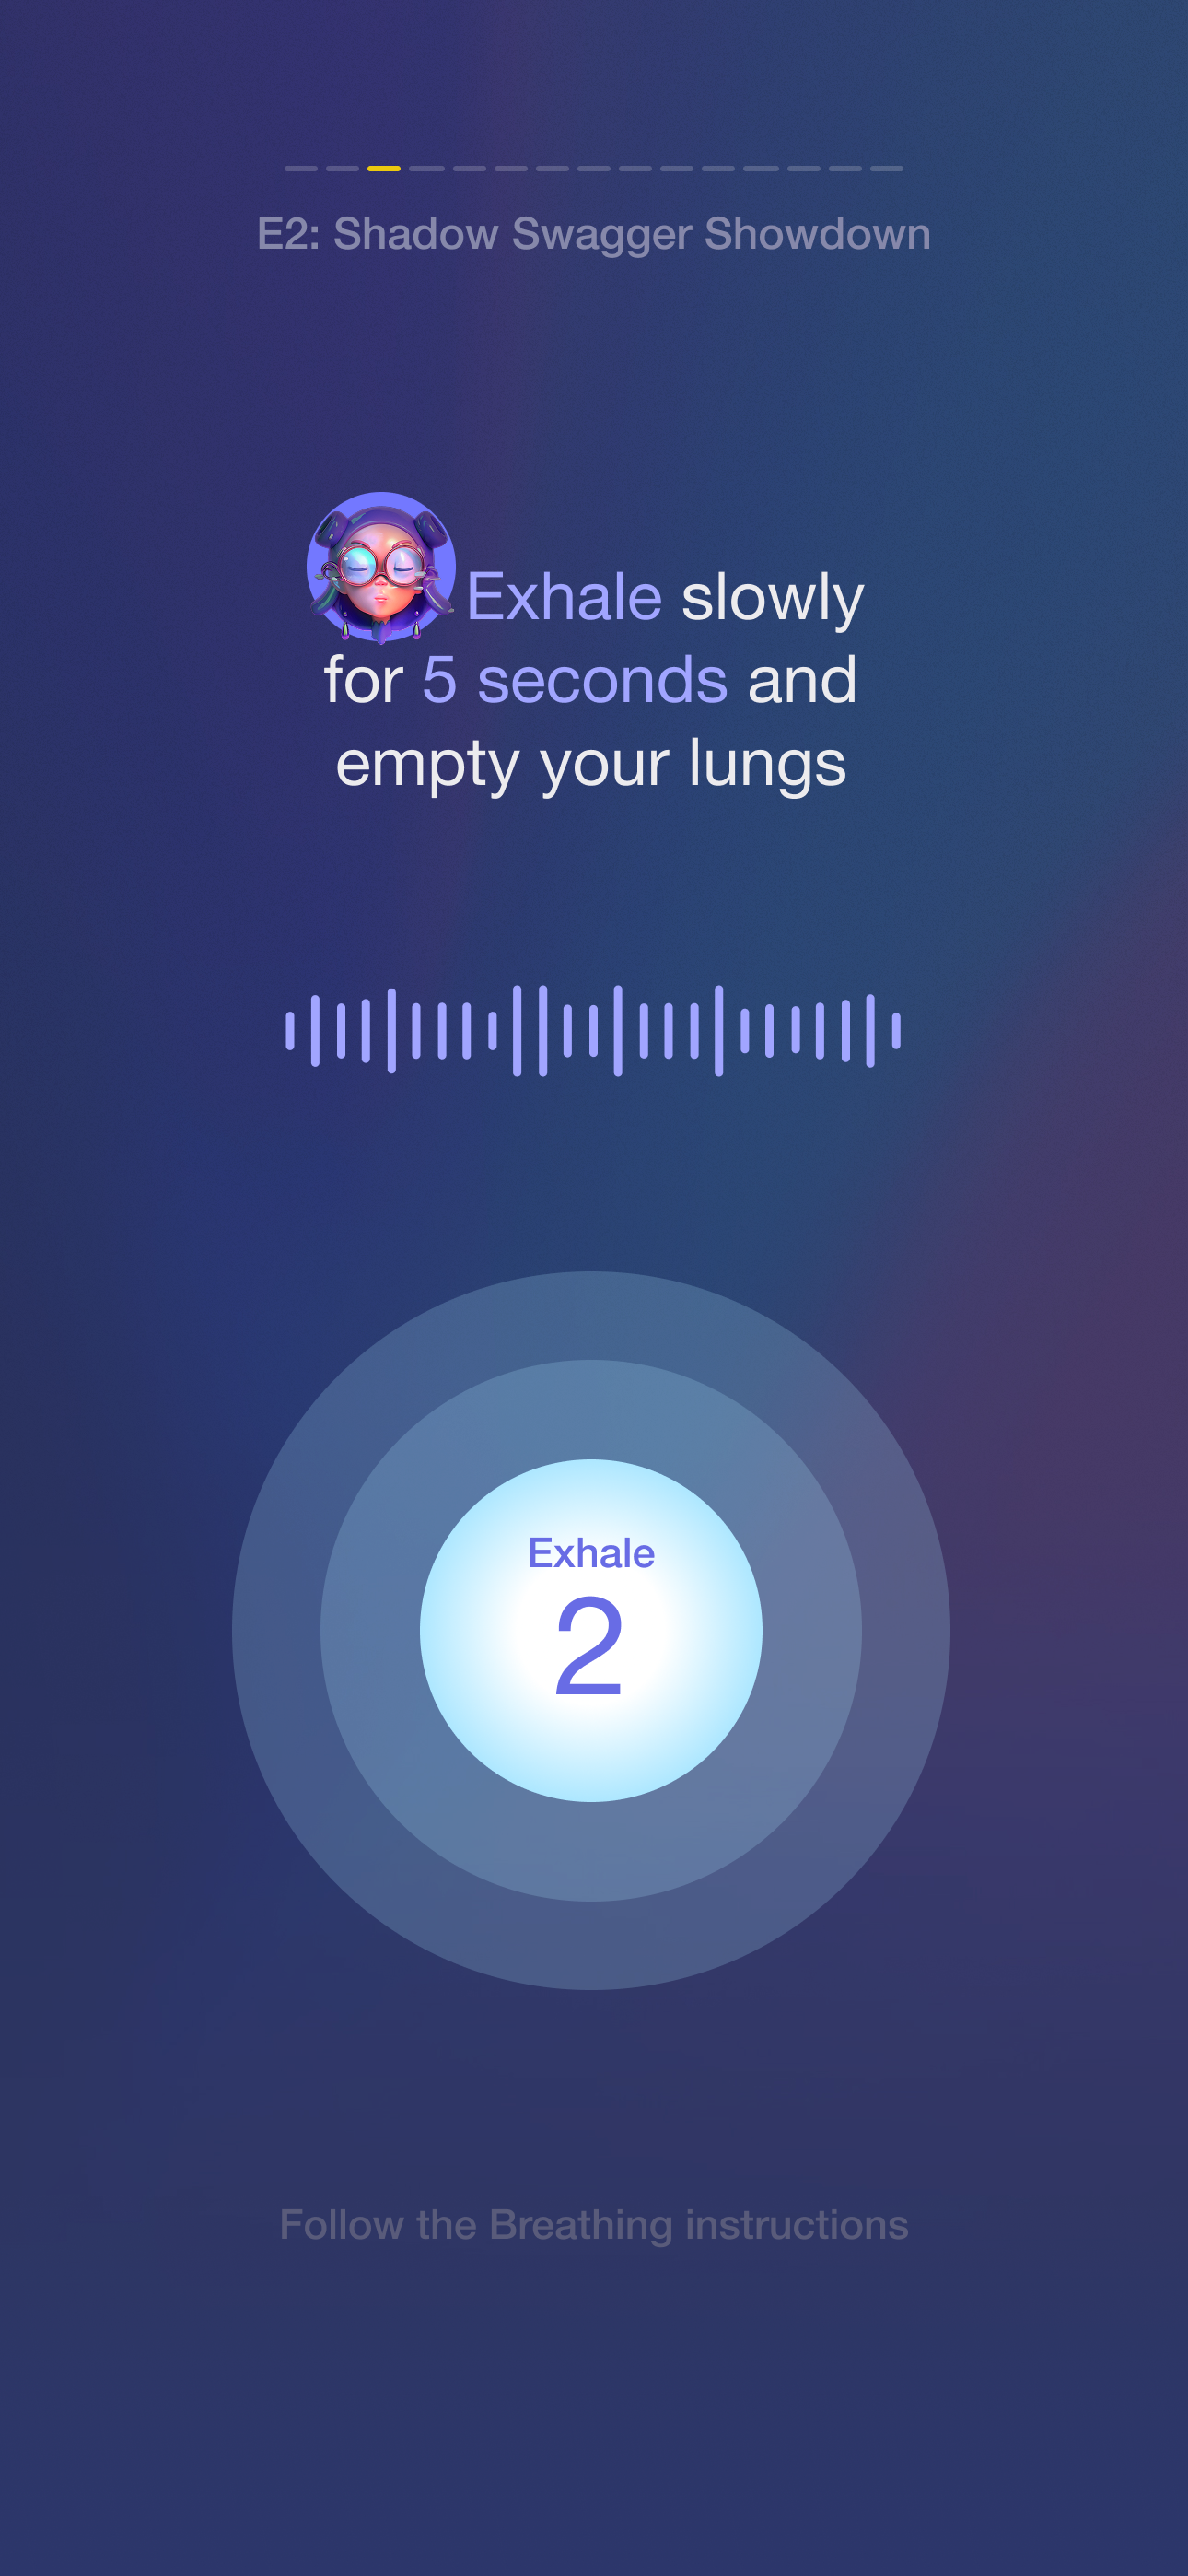 E2: Shadow Swagger Showdown
Exhale slowly
for 5 seconds and
empty your lungs
Exhale
2
Follow the Breathing instructions